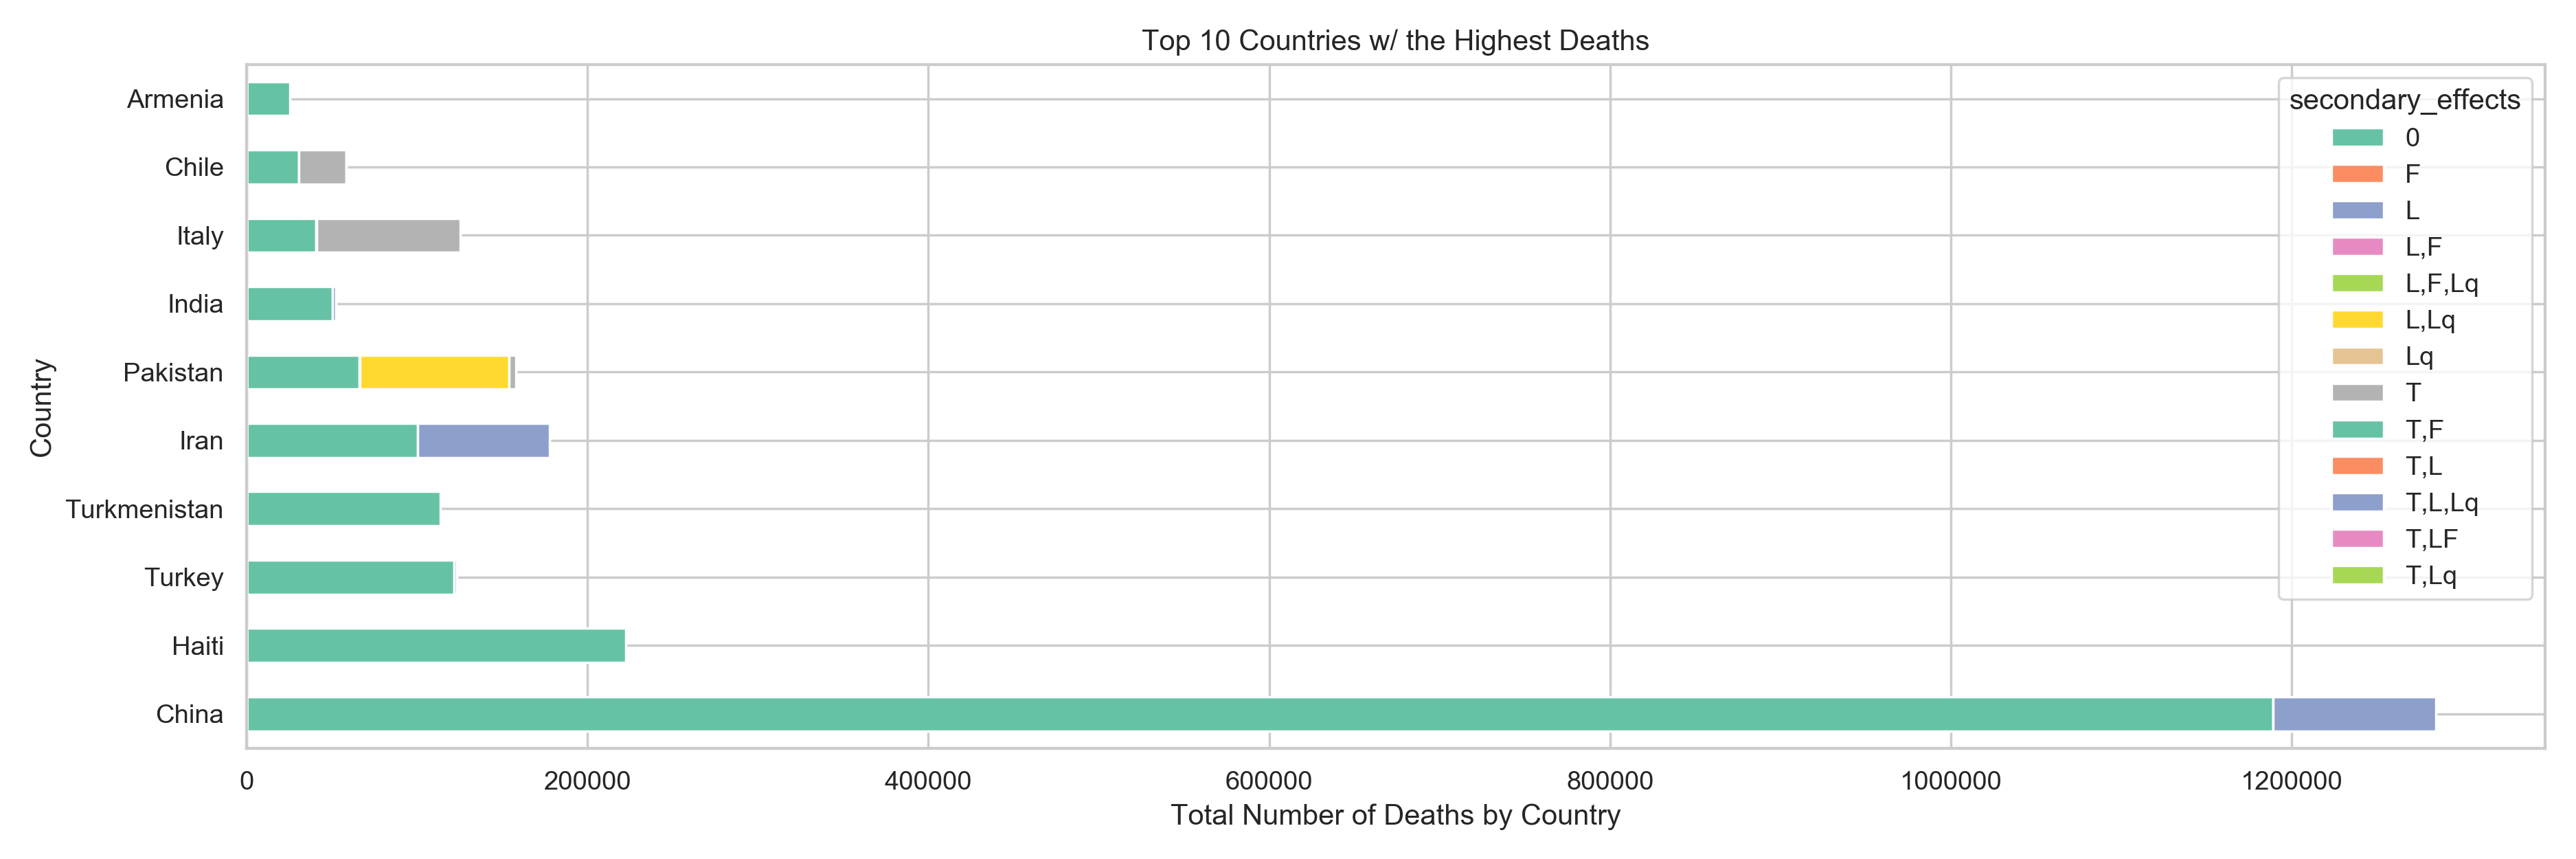 Top 10 Countries w/ the Highest Deaths
Country
Armenia
Chile
Italy
India
Pakistan
Iran
Turkmenistan
Turkey
Haiti
China
0
200000
400000
600000
800000
1000000
1200000
Total Number of Deaths by Country
secondary_effects
0
F
L
L,F
L,F,Lq
L,Lq
Lq
T
T,F
T,L
T,L,Lq
T,LF
T,Lq